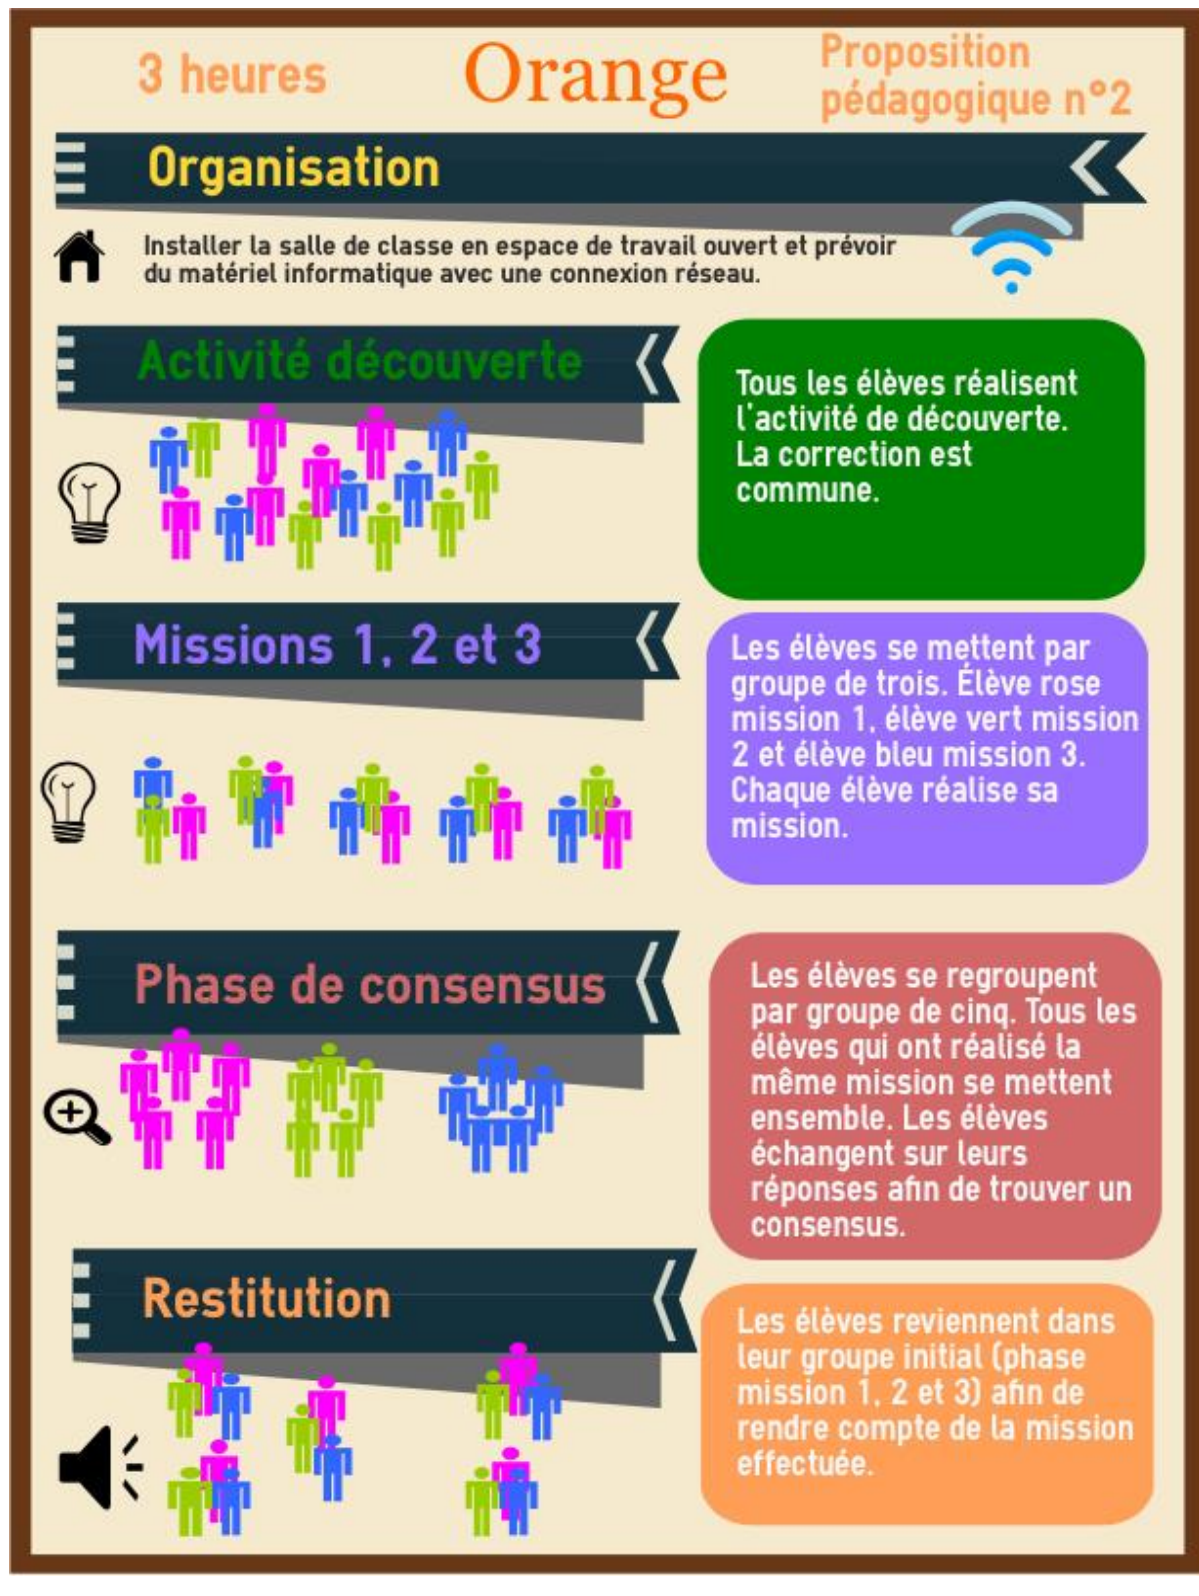 3 heures
Orange
Proposition
pédagogique n°2
Organisation
Installer la salle de classe en espace de travail ouvert et prévoir
du matériel informatique avec une connexion réseau.
Activité découverte
Tous les élèves réalisent
l'activité de découverte.
La correction est
commune.
Missions 1, 2 et 3
Les élèves se mettent par
groupe de trois. Élève rose
mission 1, élève vert mission
2 et élève bleu mission 3.
Chaque élève réalise sa
mission.
Phase de consensus
Les élèves se regroupent
par groupe de cinq. Tous les
élèves qui ont réalisé la
même mission se mettent
ensemble. Les élèves
échangent sur leurs
réponses afin de trouver un
consensus.
Restitution
Les élèves reviennent dans
leur groupe initial (phase
mission 1, 2 et 3) afin de
rendre compte de la mission
effectuée.